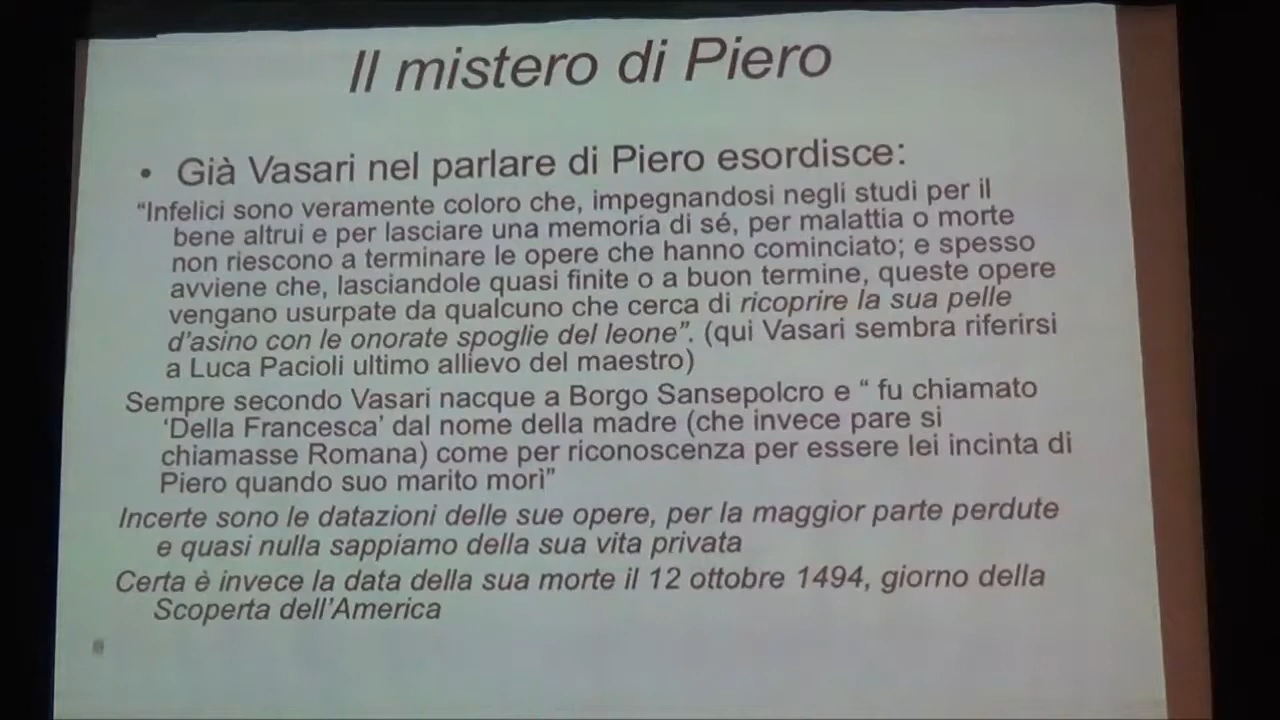 Il mistero di Piero
• Già Vasari nel parlare di Piero esordisce:
“Infelici sono veramente coloro che, impegnandosi negli studi per il
bene altrui e per lasciare una memoria di sé, per malattia o morte
non riescono a terminare le opere che hanno cominciato; e spesso
avviene che, lasciandole quasi finite o a buon termine, queste opere
vengano usurpate da qualcuno che cerca di ricoprire la sua pelle
d’asino con le onorate spoglie del leone”. (qui Vasari sembra riferirsi
a Luca Pacioli ultimo allievo del maestro)
Sempre secondo Vasari nacque a Borgo Sansepolcro e “ fu chiamato
‘Della Francesca’ dal nome della madre (che invece pare si
chiamasse Romana) come per riconoscenza per essere lei incinta di
Piero quando suo marito morì”
Incerte sono le datazioni delle sue opere, per la maggior parte perdute
e quasi nulla sappiamo della sua vita privata
Certa è invece la data della sua morte il 12 ottobre 1494, giorno della
Scoperta dell’America